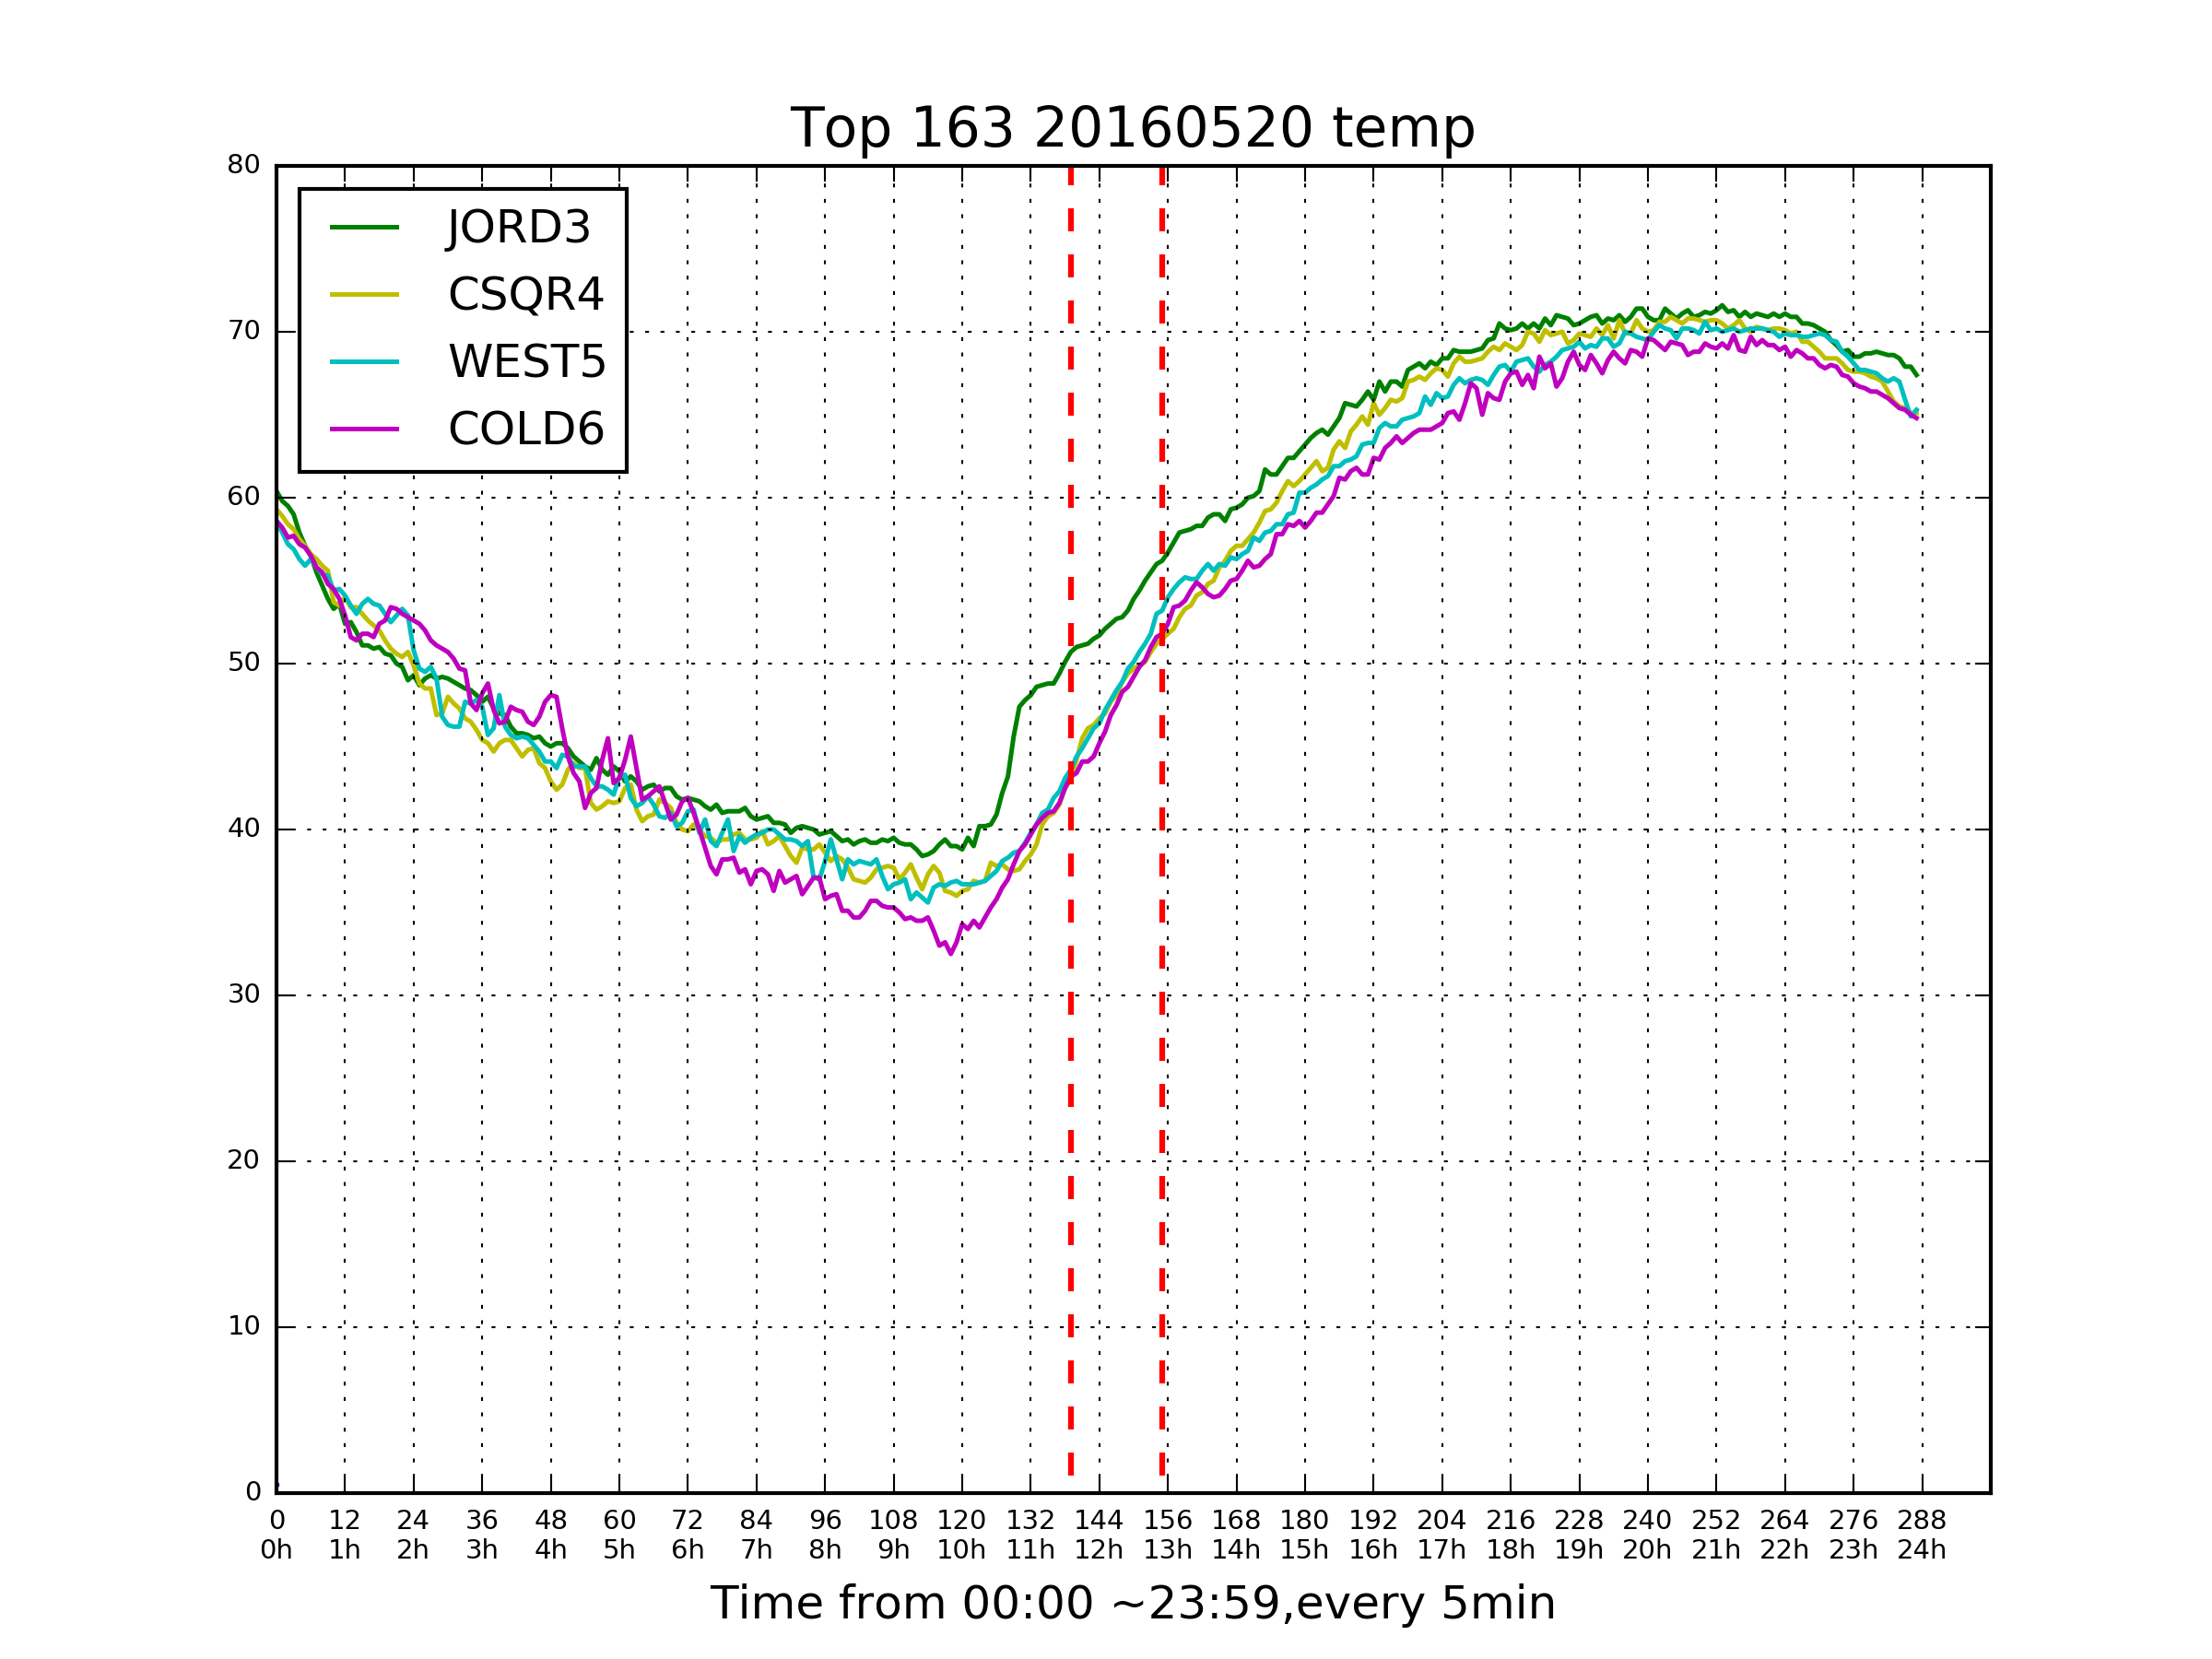 Top 163 20160520 temp
80
70
60
50
40
30
20
10
0
JORD3
CSQR4
WEST5
COLD6
0 12 24 36 48 60 72 84 96 108 120 132 144 156 168 180 192 204 216 228 240 252 264 276 288
0h 1h 2h 3h 4h 5h 6h 7h 8h 9h 10h 11h 12h 13h 14h 15h 16h 17h 18h 19h 20h 21h 22h 23h 24h
Time from 00:00 ~23:59,every 5min